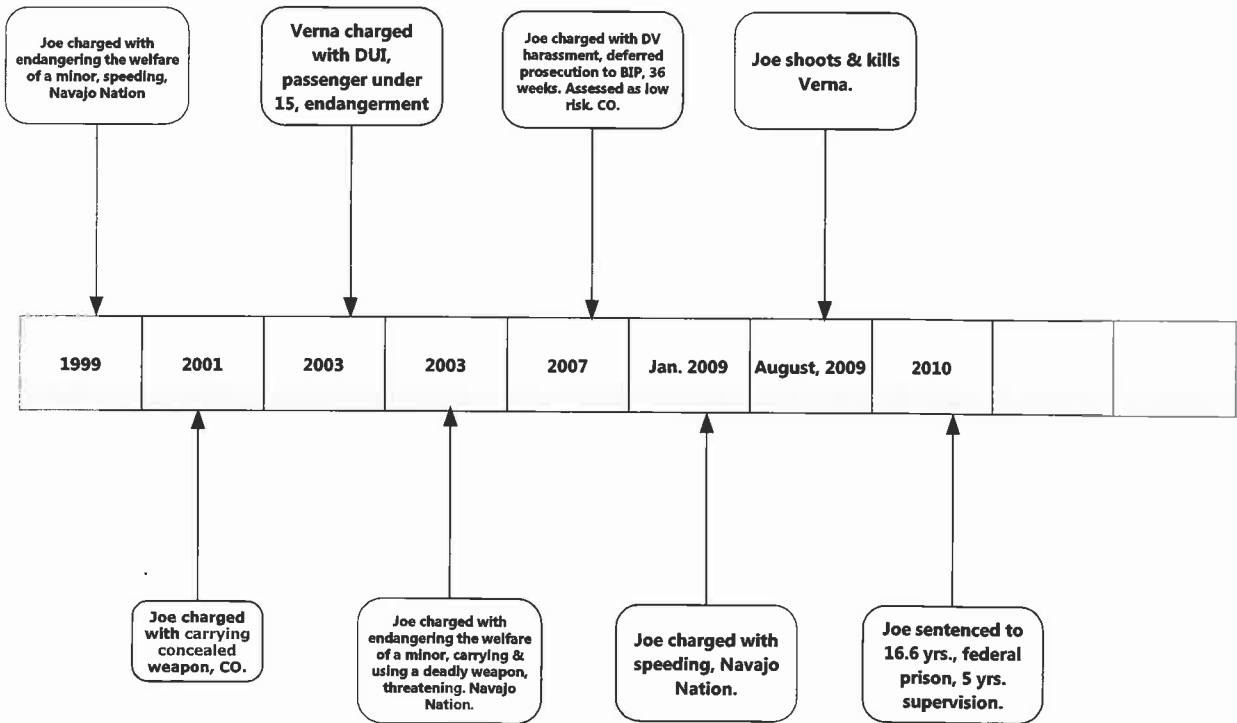 Joe charged with
endangering the welfare
of a minor, speeding,
Navajo Nation
Verna charged
with DUI,
passenger under
15, endangerment
Joe charged with DV
harassment, deferred
prosecution to BIP, 36
weeks. Assessed as low
risk. CO.
Joe shoots & kills
Verna.
1999
2001
2003
2003
2007
Jan. 2009
August, 2009
2010
Joe charged
with carrying
concealed
weapon, CO.
Joe charged with
endangering the welfare
of a minor, carrying &
using a deadly weapon,
threatening. Navajo
Nation.
Joe charged with
speeding, Navajo
Nation.
Joe sentenced to
16.6 yrs., federal
prison, 5 yrs.
supervision.